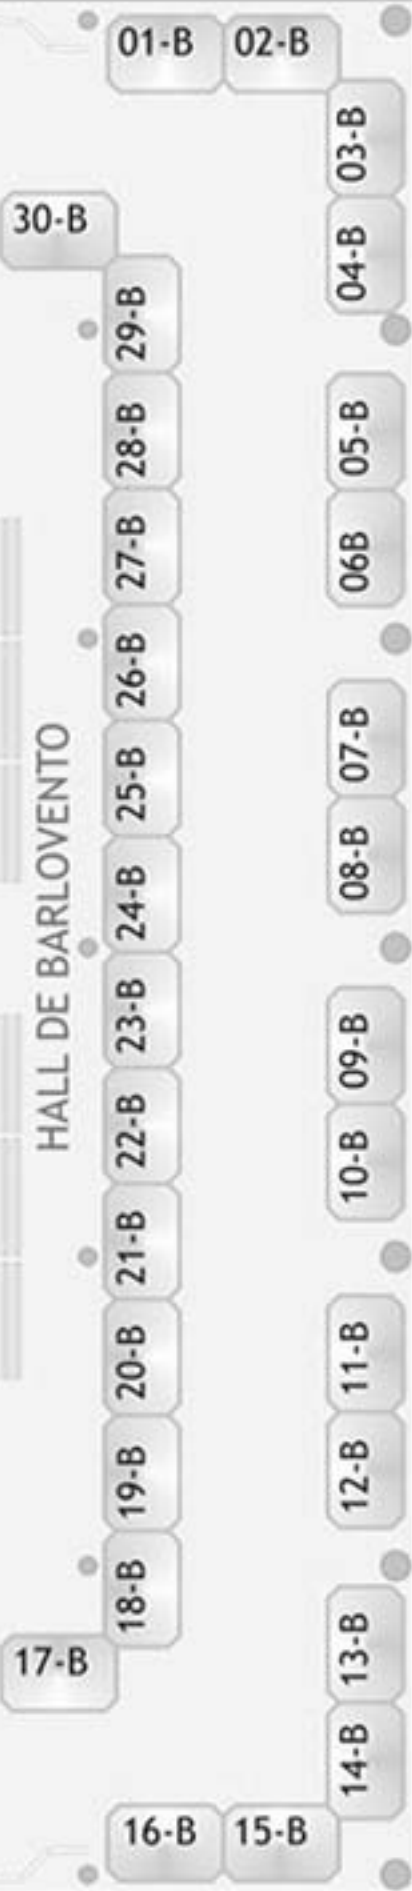 01-B
02-B
03-B
04-B
05-B
06B
07-B
08-B
09-B
10-B
11-B
12-B
13-B
14-B
15-B
16-B
17-B
18-B
19-B
20-B
21-B
22-B
23-B
24-B
25-B
26-B
27-B
28-B
29-B
30-B
HALL DE BARLOVENTO